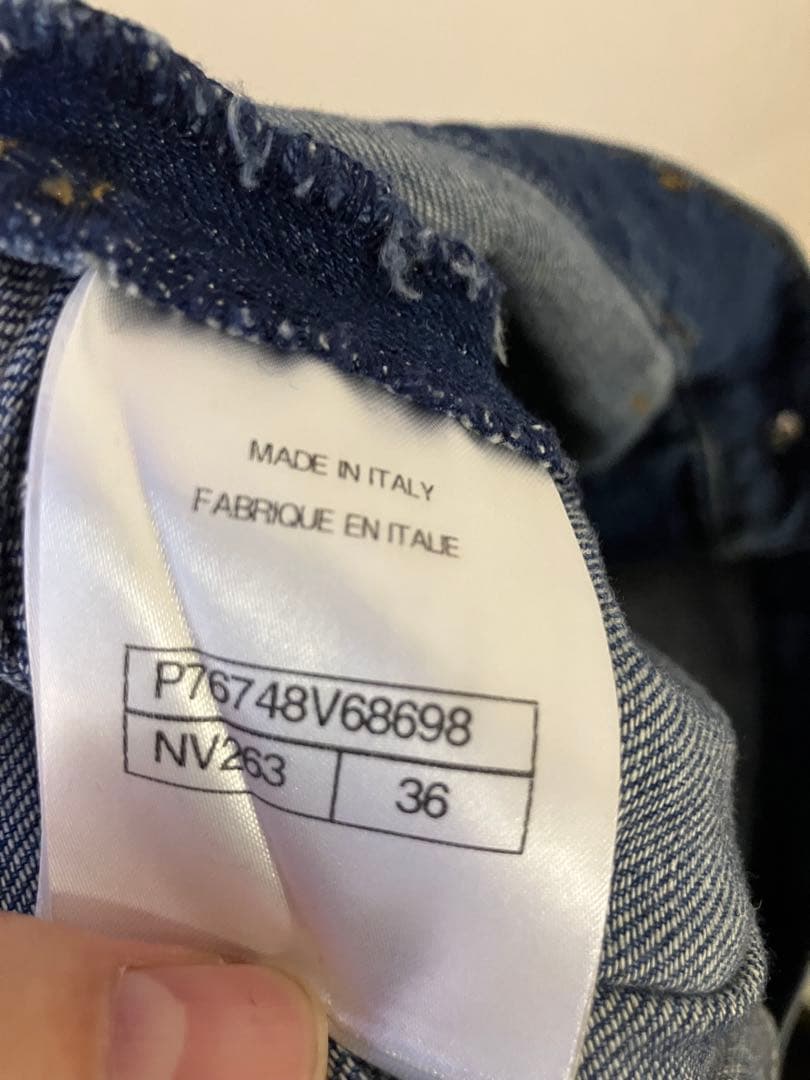 MADE IN ITALY
FABRIQUE EN ITALIE
P76748V68698
NV263 36